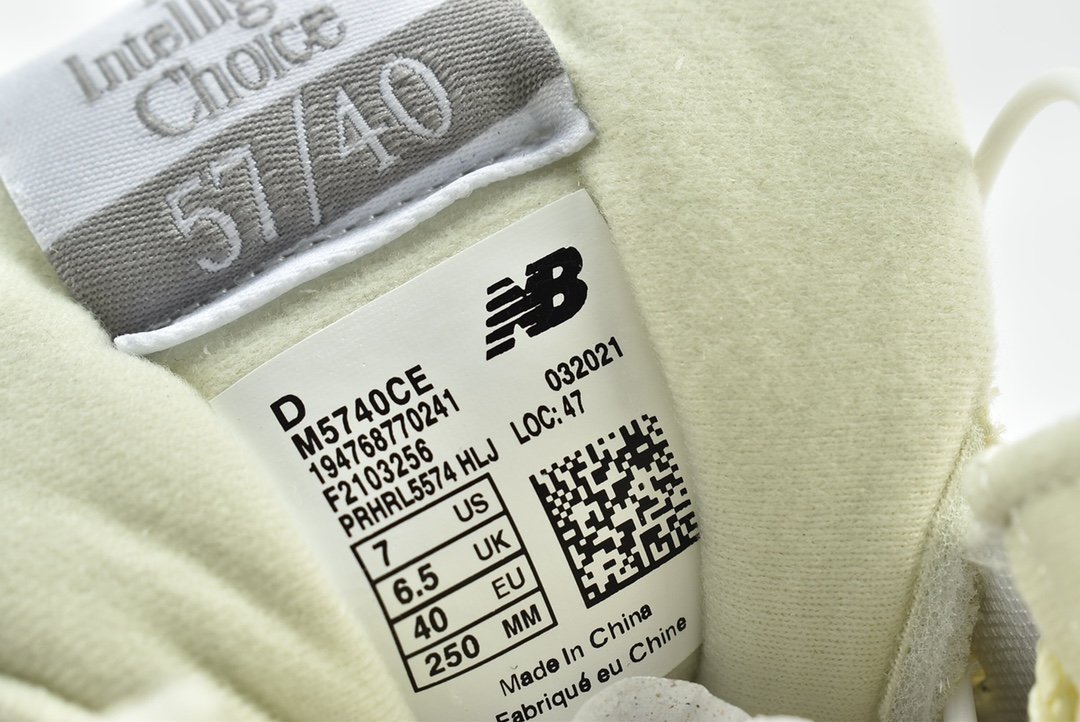 Choice
57/40
NB
D
M5740CE
194768770241
F2103256
PRHRL5574 HLJ
032021
LOC: 47
7 US
6.5 UK
40 EU
250 MM
Made In China
Fabriqué eu Chine